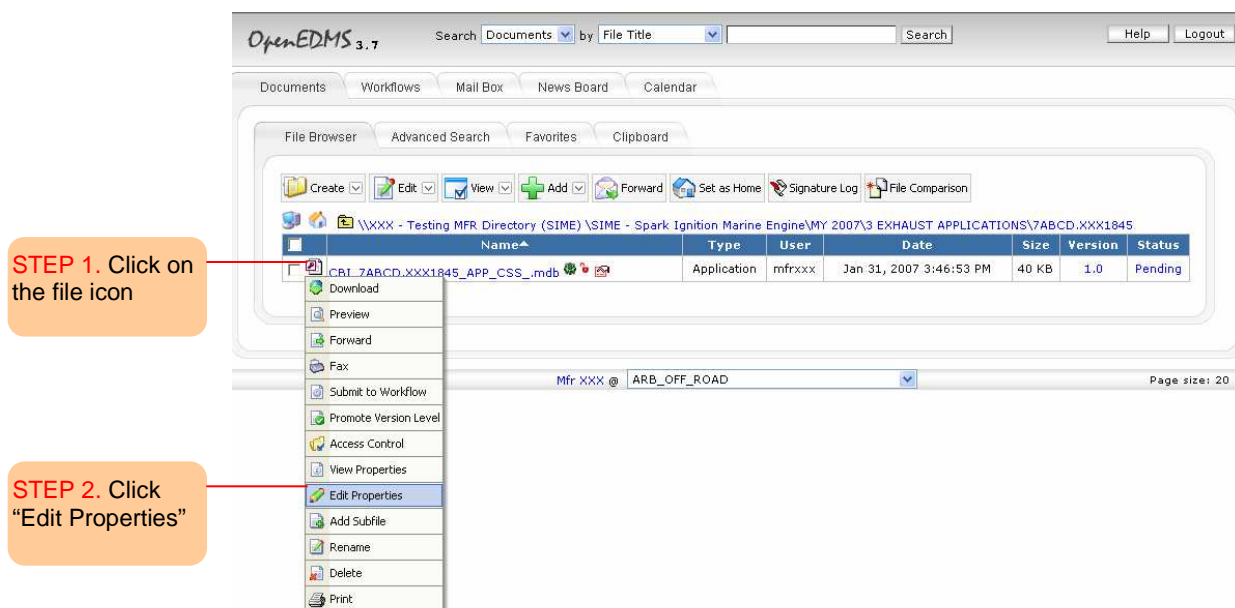 OpenEDMS 3.7 Search Documents by File Title Search Help Logout
Documents Workflows Mail Box News Board Calendar
File Browser Advanced Search Favorites Clipboard
Create Edit View Add Forward Set as Home Signature Log File Comparison
\\XXX - Testing MFR Directory (SIME) \SIME - Spark Ignition Marine Engine\MY 2007\3 EXHAUST APPLICATIONS\7ABCD.XXX1845
Name Type User Date Size Version Status
CBI_7ABCD.XXX1845_APP_CSS_.mdb Application mfrxxx Jan 31, 2007 3:46:53 PM 40 KB 1.0 Pending
STEP 1. Click on
the file icon
Download
Preview
Forward
Fax
Mfr XXX @ ARB_OFF_ROAD Page size: 20
Submit to Workflow
Promote Version Level
Access Control
View Properties
STEP 2. Click
“Edit Properties”
Edit Properties
Add Subfile
Rename
Delete
Print